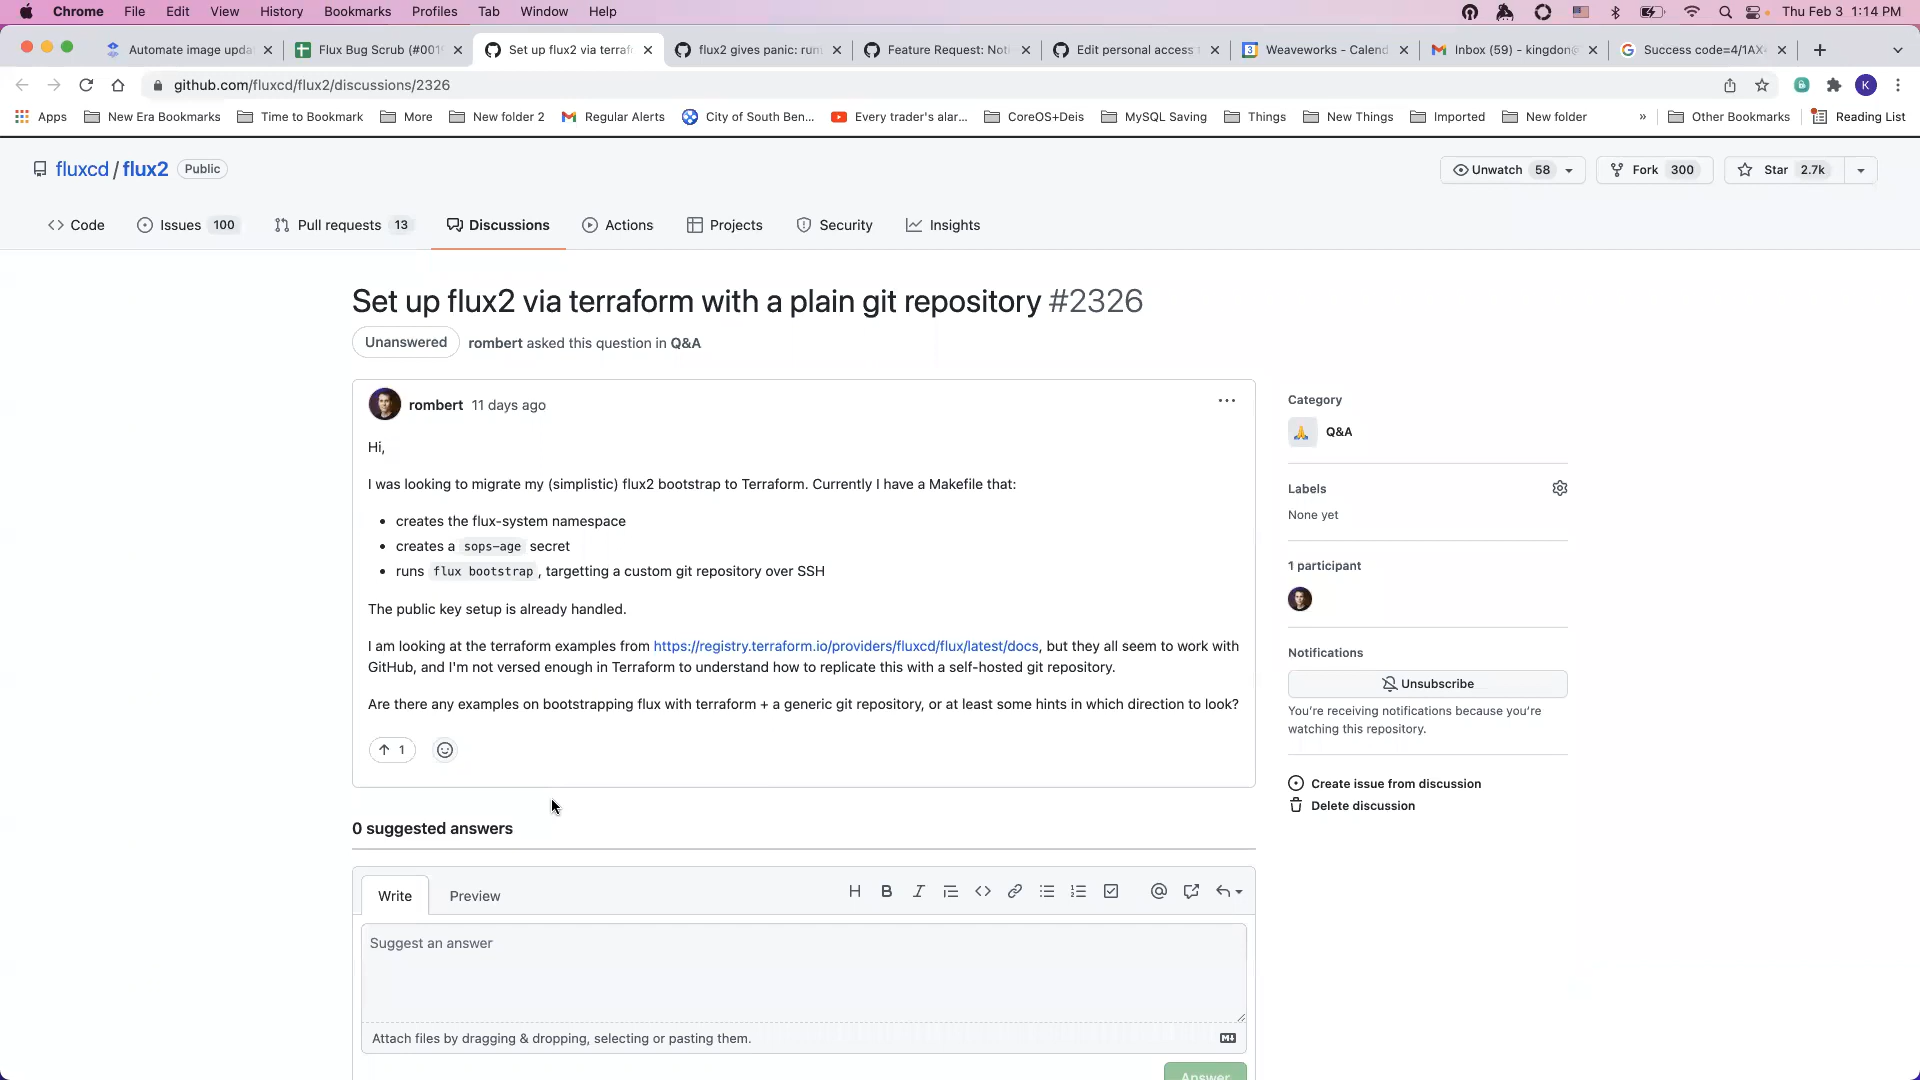 Chrome File Edit View History Bookmarks Profiles Tab Window Help Thu Feb 3 1:14 PM
Automate image upda Flux Bug Scrub (#001 Set up flux2 via terraf flux2 gives panic: run Feature Request: Not Edit personal access Weaveworks - Calend Inbox (59) - kingdon@ Success code=4/1AX
github.com/fluxcd/flux2/discussions/2326 K
Apps New Era Bookmarks Time to Bookmark More New folder 2 Regular Alerts City of South Ben... Every trader's alar... CoreOS+Deis MySQL Saving Things New Things Imported New folder » Other Bookmarks Reading List
fluxcd / flux2 Public Unwatch 58 Fork 300 Star 2.7k
Code Issues 100 Pull requests 13 Discussions Actions Projects Security Insights
Set up flux2 via terraform with a plain git repository #2326
Unanswered rombert asked this question in Q&A
rombert 11 days ago
Hi,
I was looking to migrate my (simplistic) flux2 bootstrap to Terraform. Currently I have a Makefile that:
• creates the flux-system namespace
• creates a sops-age secret
• runs flux bootstrap, targetting a custom git repository over SSH
The public key setup is already handled.
I am looking at the terraform examples from https://registry.terraform.io/providers/fluxcd/flux/latest/docs, but they all seem to work with
GitHub, and I'm not versed enough in Terraform to understand how to replicate this with a self-hosted git repository.
Are there any examples on bootstrapping flux with terraform + a generic git repository, or at least some hints in which direction to look?
1
Category
Q&A
Labels
None yet
1 participant
Notifications
Unsubscribe
You're receiving notifications because you're
watching this repository.
Create issue from discussion
Delete discussion
0 suggested answers
Write Preview
Suggest an answer
Attach files by dragging & dropping, selecting or pasting them.
Answer